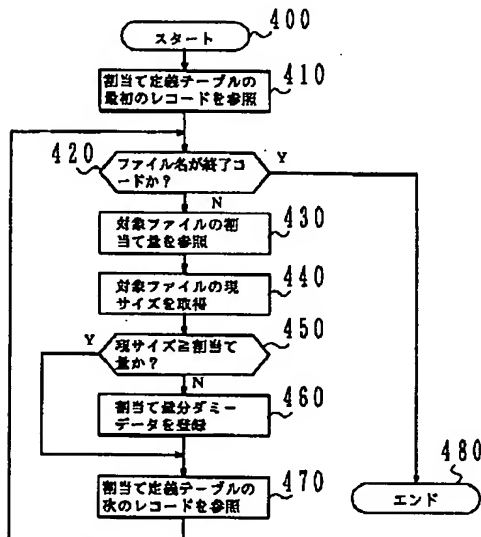 スタート
400
割当て定義テーブルの
最初のレコードを参照
410
420
ファイル名が終了コ
ードか？
Y
N
対象ファイルの割
当て量を参照
430
対象ファイルの現
サイズを取得
440
450
Y
現サイズ≧割当て
量か？
N
割当て量分ダミー
データを登録
460
割当て定義テーブルの
次のレコードを参照
470
480
エンド